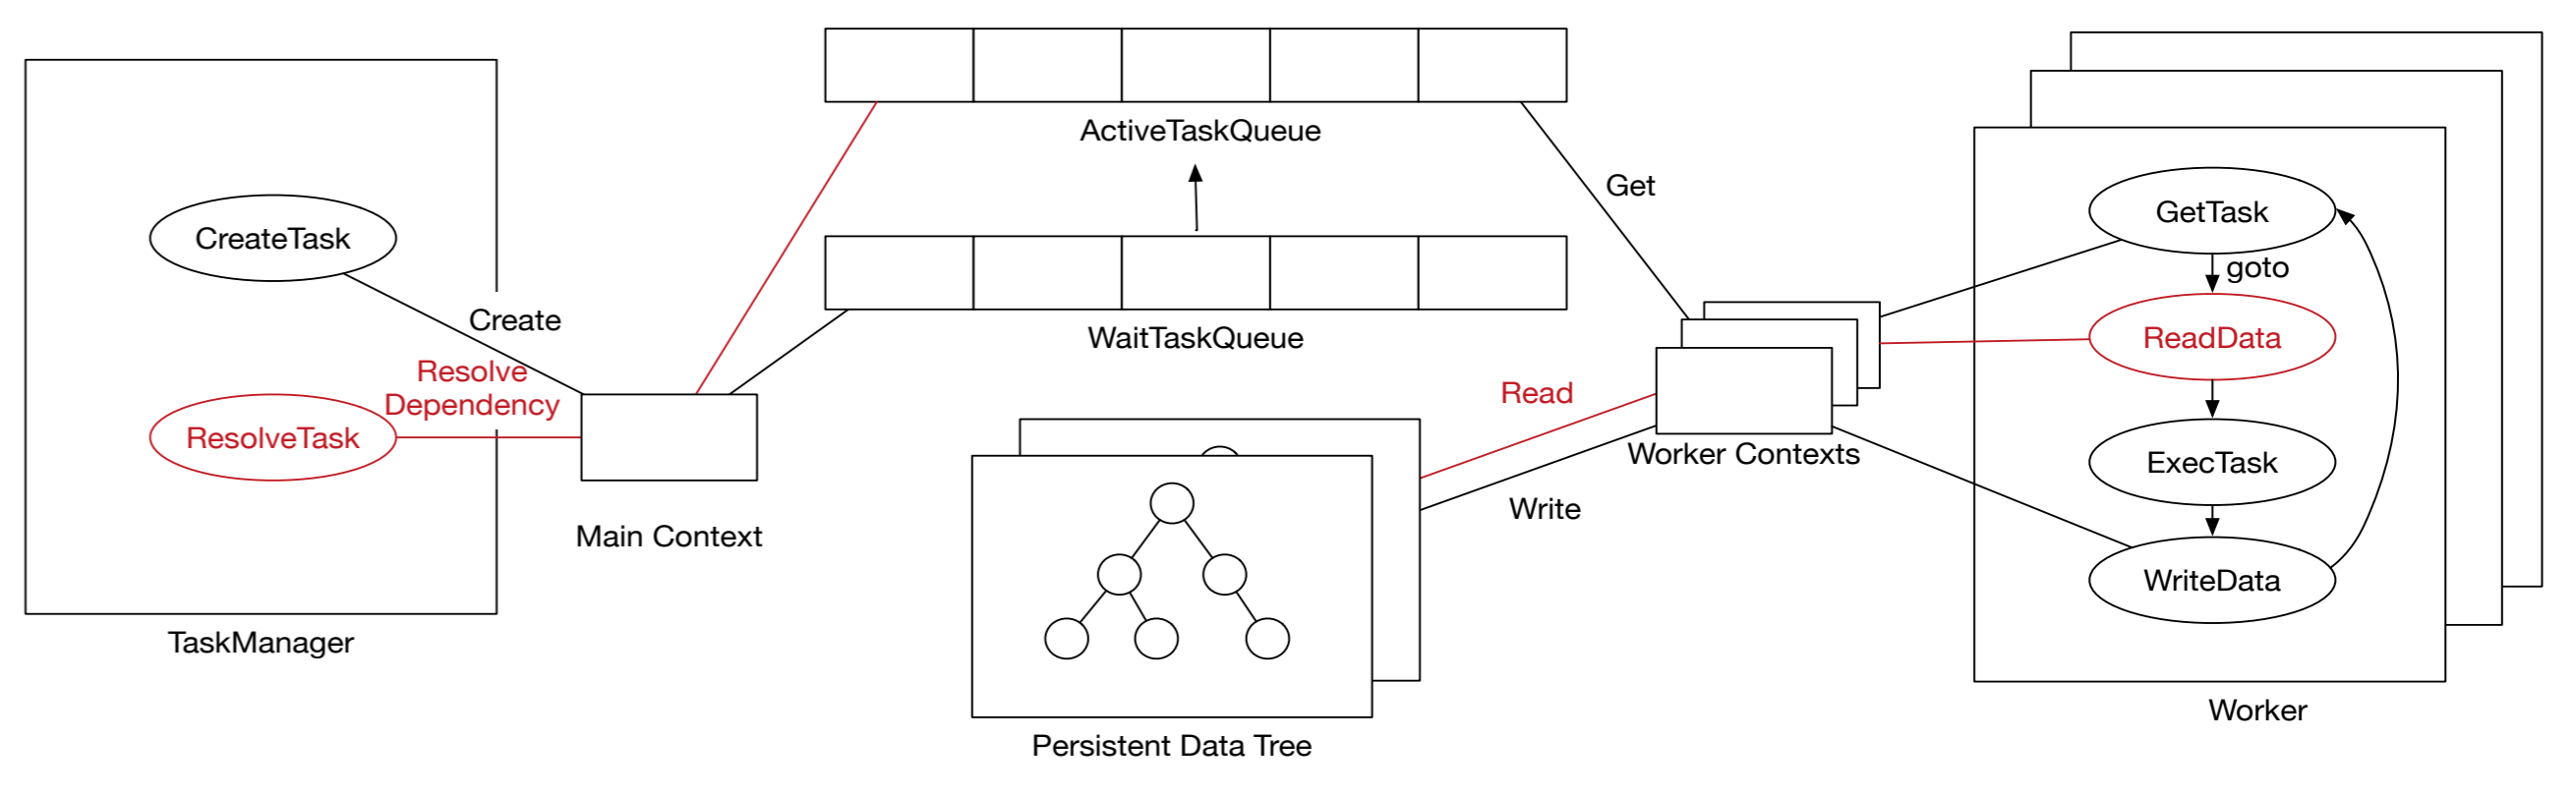 ActiveTaskQueue
Get
GetTask
CreateTask
goto
Create
WaitTaskQueue
ReadData
Resolve
Dependency
Read
ResolveTask
Worker Contexts
ExecTask
Write
Main Context
WriteData
TaskManager
Worker
Persistent Data Tree